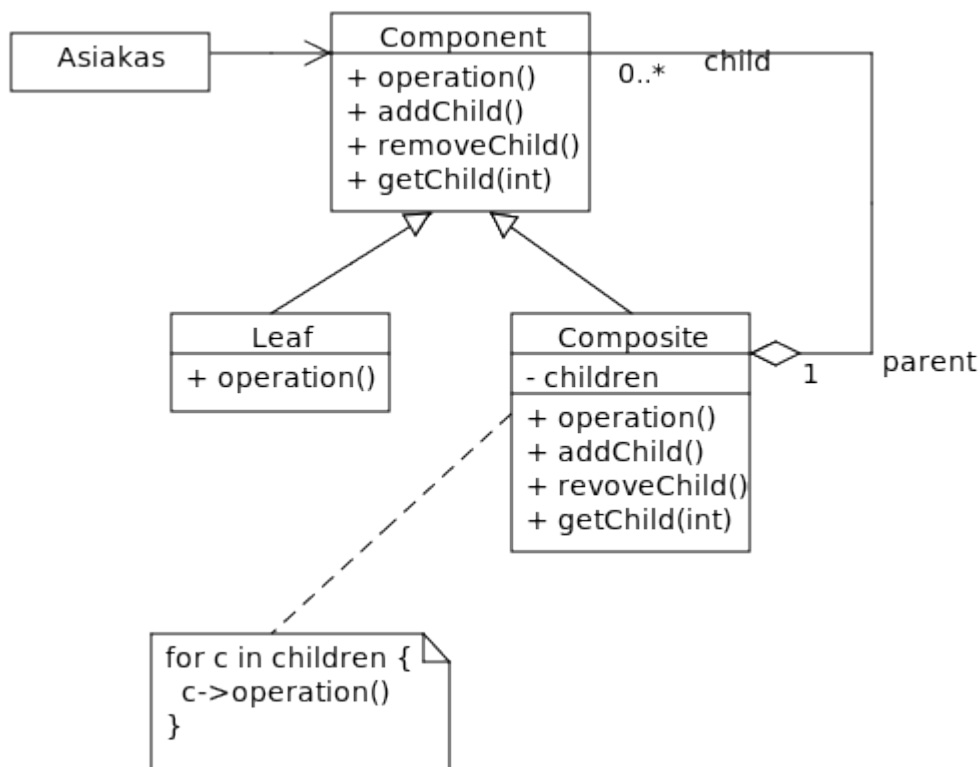 Asiakas
Component
+ operation()
+ addChild()
+ removeChild()
+ getChild(int)
0..*
child
Leaf
+ operation()
Composite
- children
+ operation()
+ addChild()
+ revoveChild()
+ getChild(int)
1
parent
for c in children {
c->operation()
}